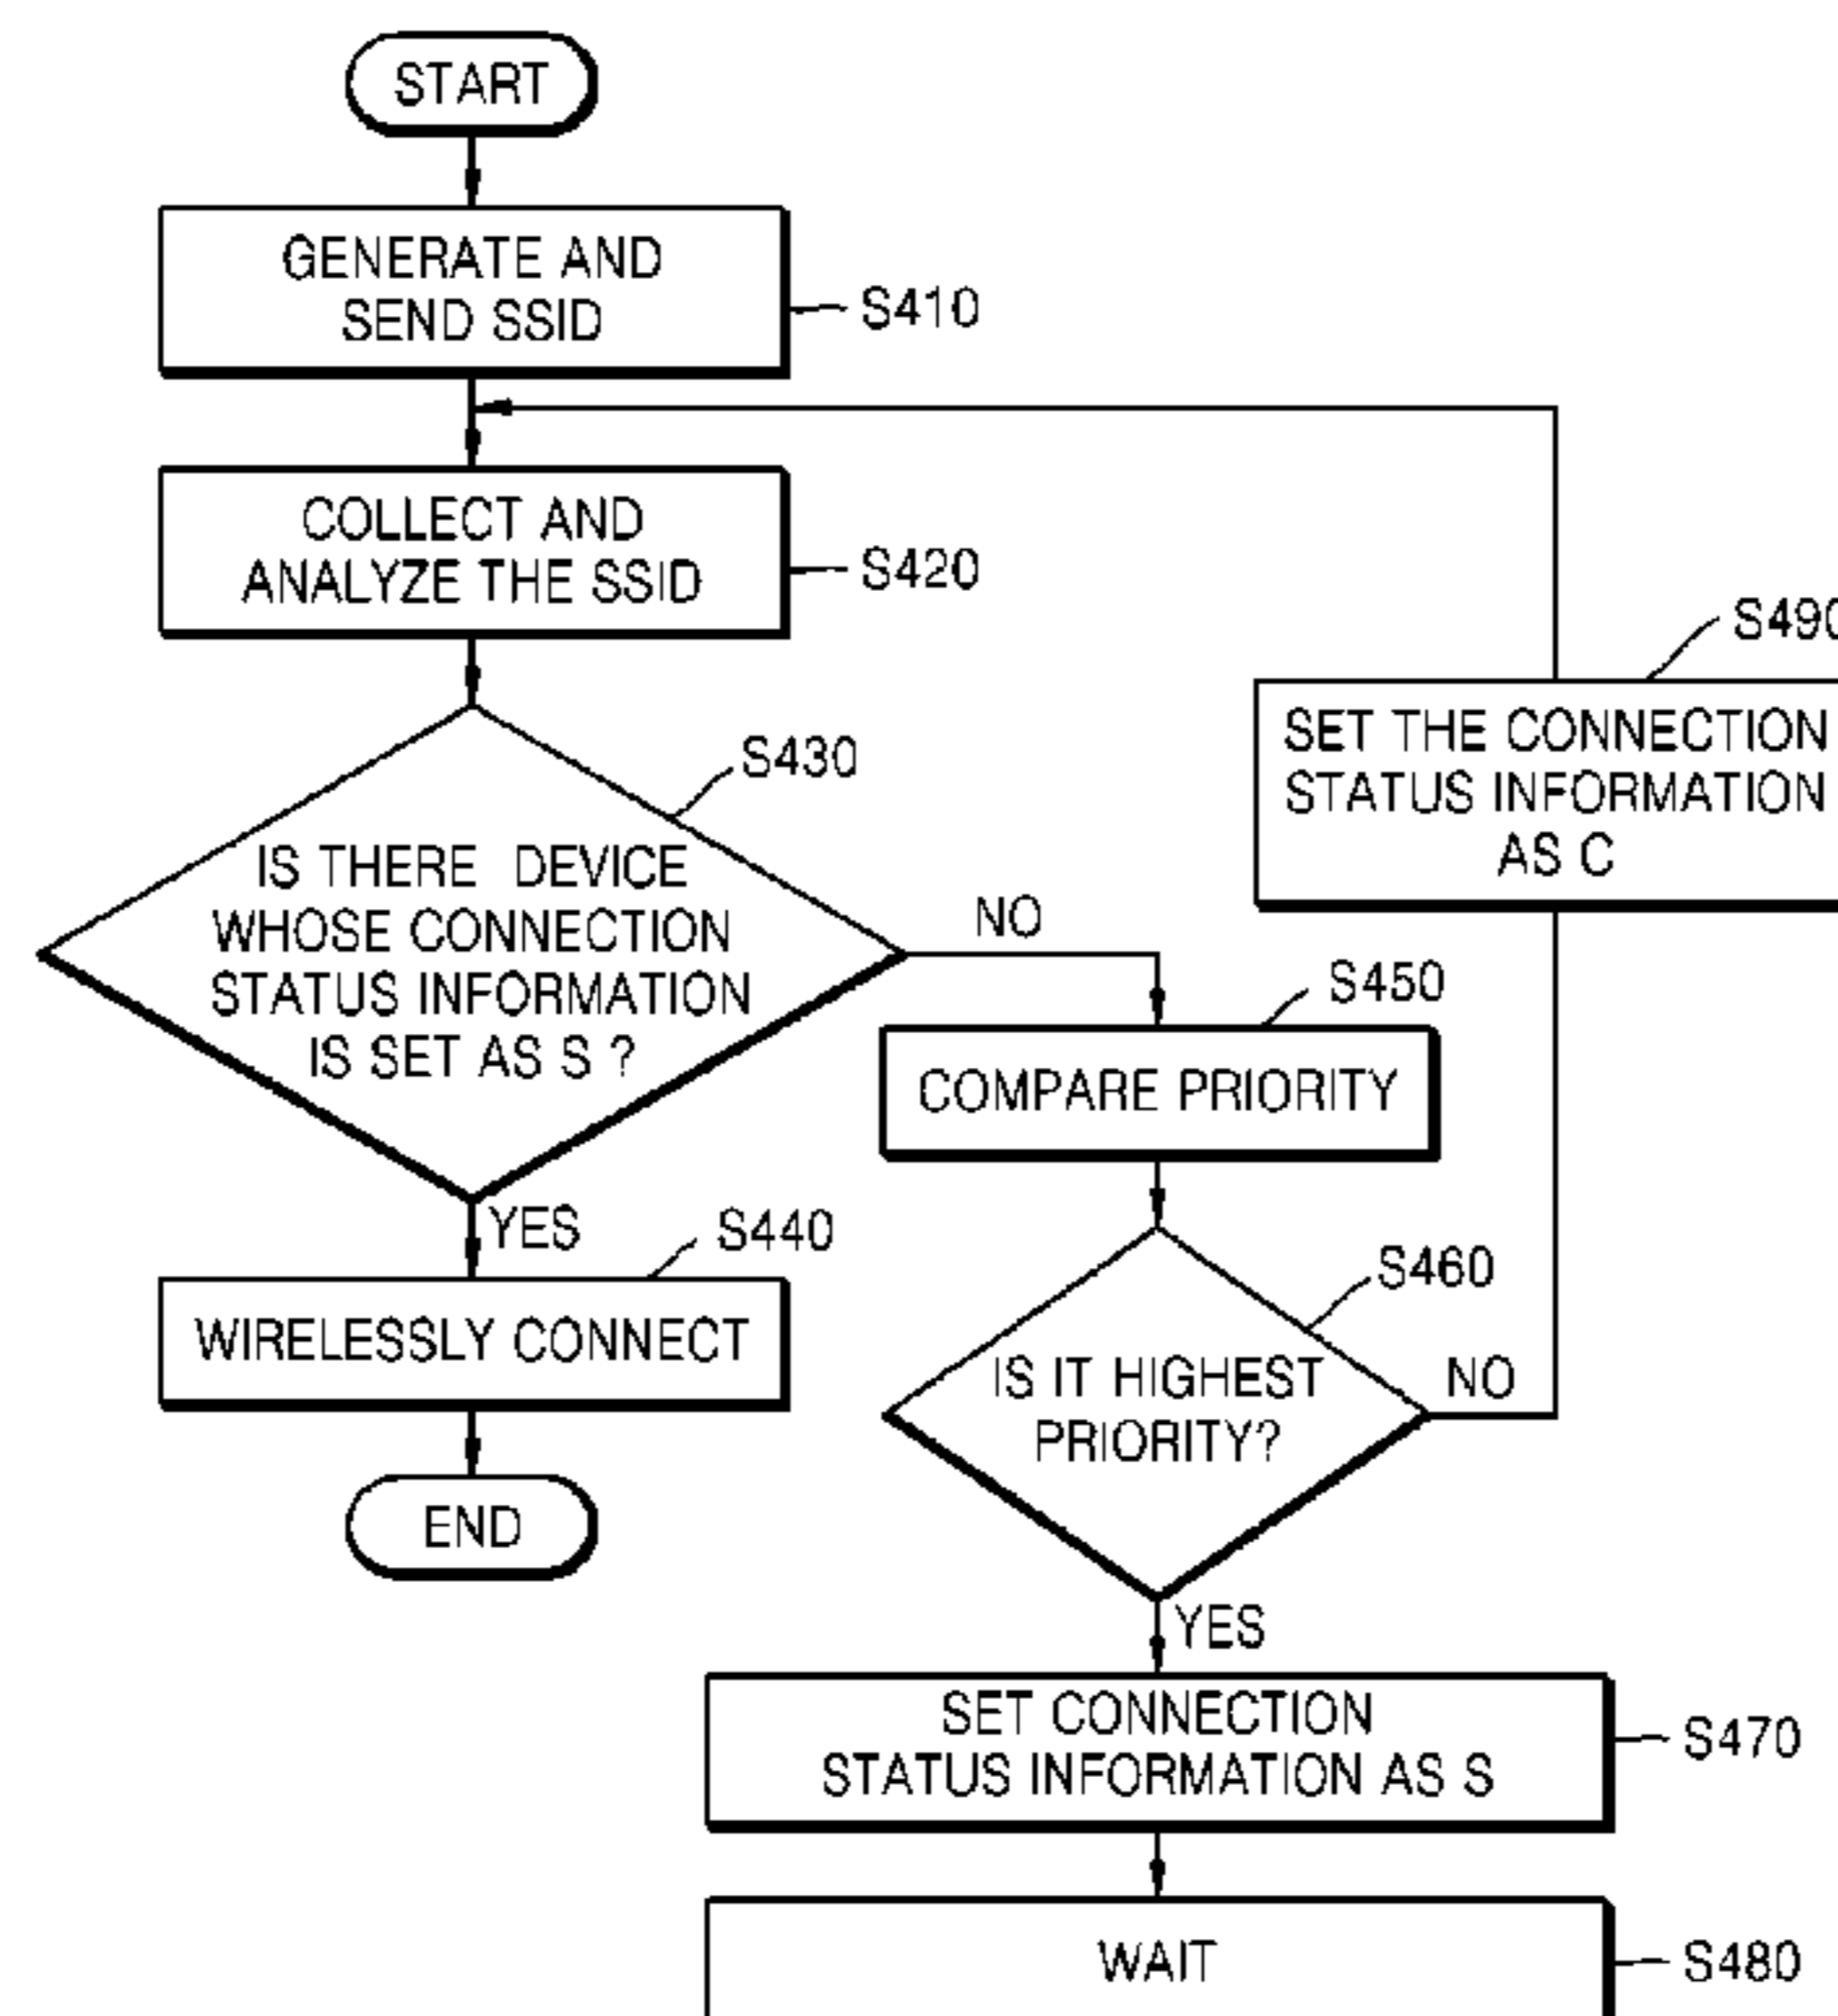 START
GENERATE AND
SEND SSID
S410
COLLECT AND
ANALYZE THE SSID
S420
S430
IS THERE DEVICE
WHOSE CONNECTION
STATUS INFORMATION
IS SET AS S ?
NO
YES
S440
WIRELESSLY CONNECT
END
S450
COMPARE PRIORITY
S460
IS IT HIGHEST
PRIORITY?
NO
S490
SET THE CONNECTION
STATUS INFORMATION
AS C
YES
SET CONNECTION
STATUS INFORMATION AS S
S470
WAIT
S480